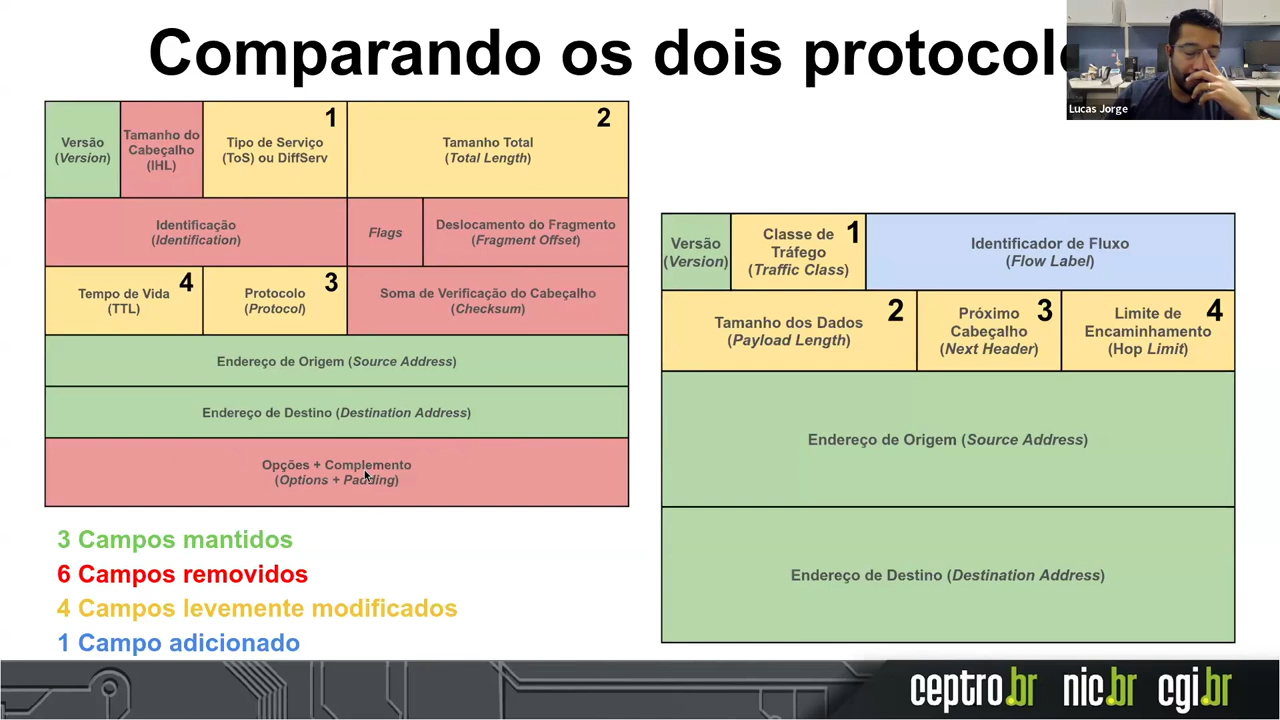 Comparando os dois protocolo
Lucas Jorge
Versão
(Version)
Tamanho do
Cabeçalho
(IHL)
Tipo de Serviço
(ToS) ou DiffServ
1
Tamanho Total
(Total Length)
2
Identificação
(Identification)
Flags
Deslocamento do Fragmento
(Fragment Offset)
Tempo de Vida
(TTL)
4
Protocolo
(Protocol)
3
Soma de Verificação do Cabeçalho
(Checksum)
Endereço de Origem (Source Address)
Endereço de Destino (Destination Address)
Opções + Complemento
(Options + Padding)
3 Campos mantidos
6 Campos removidos
4 Campos levemente modificados
1 Campo adicionado
Versão
(Version)
Classe de
Tráfego
(Traffic Class)
1
Identificador de Fluxo
(Flow Label)
Tamanho dos Dados
(Payload Length)
2
Próximo
Cabeçalho
(Next Header)
3
Limite de
Encaminhamento
(Hop Limit)
4
Endereço de Origem (Source Address)
Endereço de Destino (Destination Address)
ceptro.br nic.br cgi.br